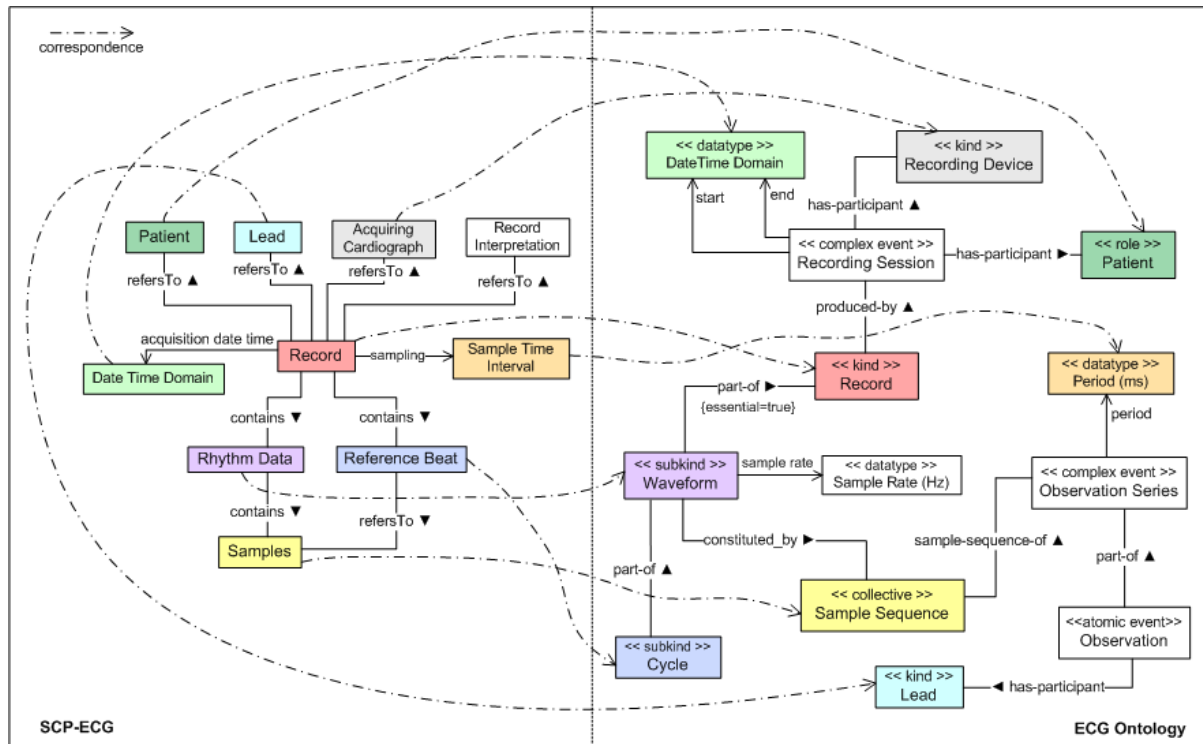 correspondence
Patient
Lead
Acquiring
Cardiograph
Record
Interpretation
refersTo ▲
refersTo ▲
refersTo ▲
refersTo ▲
acquisition date time
Record
sampling
Sample Time
Interval
Date Time Domain
contains ▼
contains ▼
Rhythm Data
Reference Beat
contains ▼
refersTo ▼
Samples
SCP-ECG
<< datatype >>
DateTime Domain
<< kind >>
Recording Device
start
end
has-participant ▲
<< complex event >>
Recording Session
has-participant ►
<< role >>
Patient
produced-by ▲
<< kind >>
Record
<< datatype >>
Period (ms)
part-of ►
{essential=true}
period
<< subkind >>
Waveform
sample rate
<< datatype >>
Sample Rate (Hz)
<< complex event >>
Observation Series
constituted_by ►
sample-sequence-of ▲
part-of ▲
part-of ▲
<< collective >>
Sample Sequence
<<atomic event>>
Observation
<< subkind >>
Cycle
<< kind >>
Lead
◄ has-participant
ECG Ontology